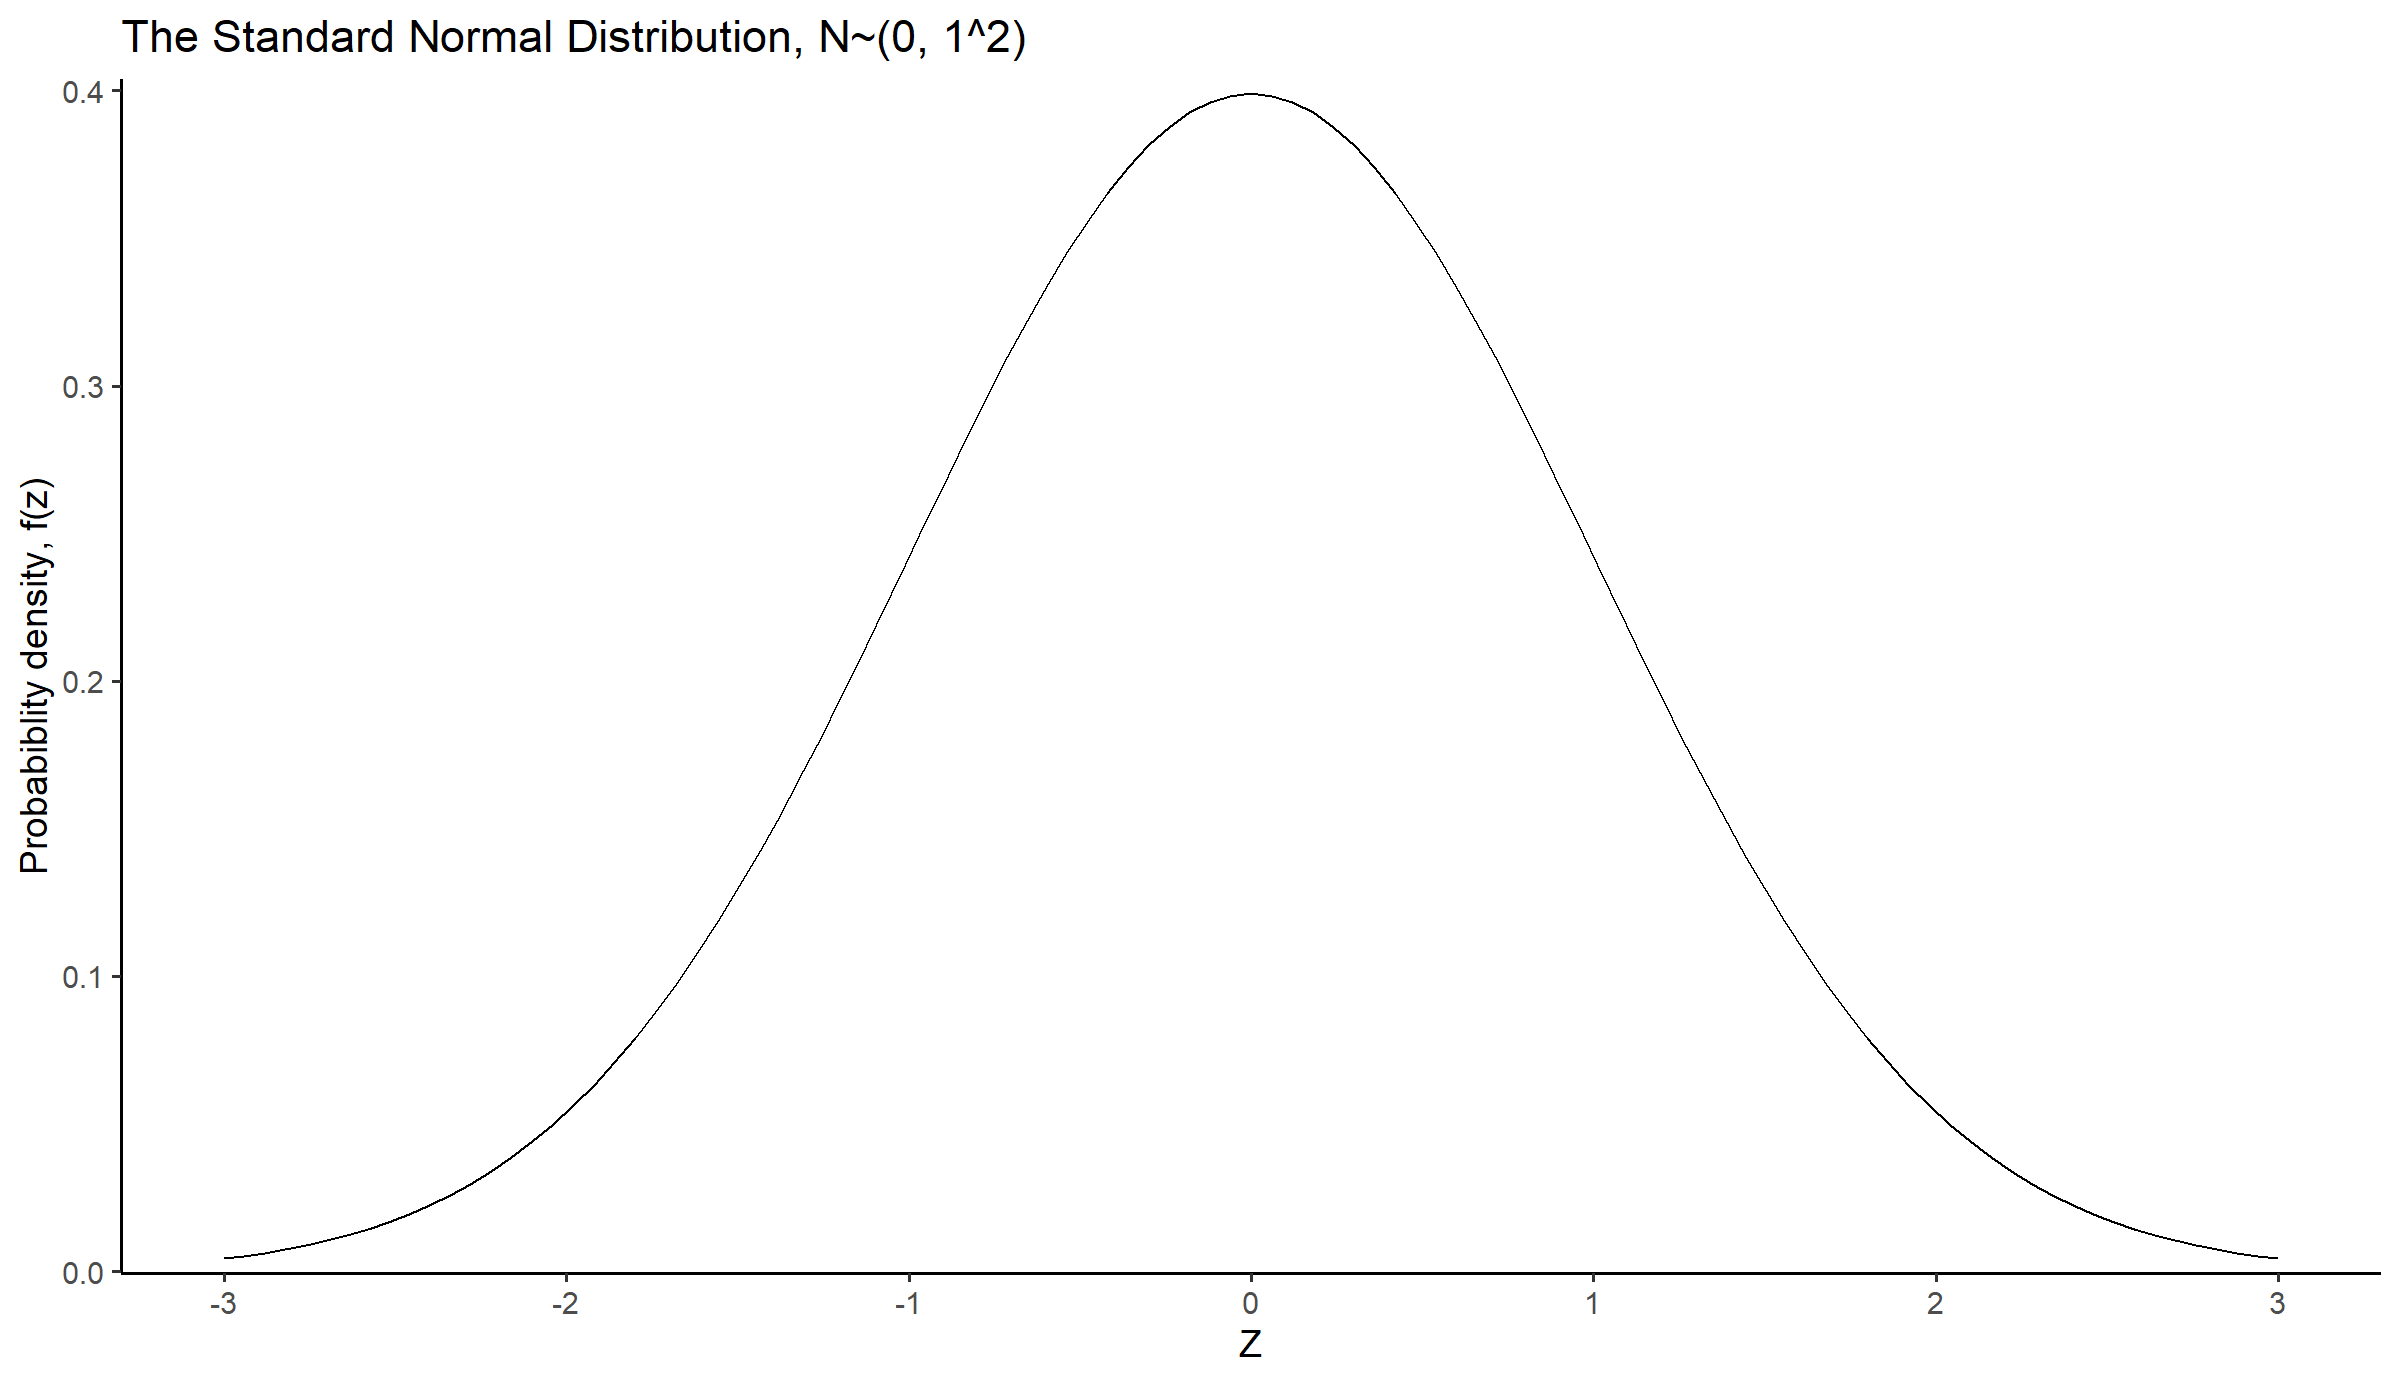 The Standard Normal Distribution, N~(0, 1^2)
Probabiblity density, f(z)
0.4
0.3
0.2
0.1
0.0
-3 -2 -1 0 1 2 3
Z